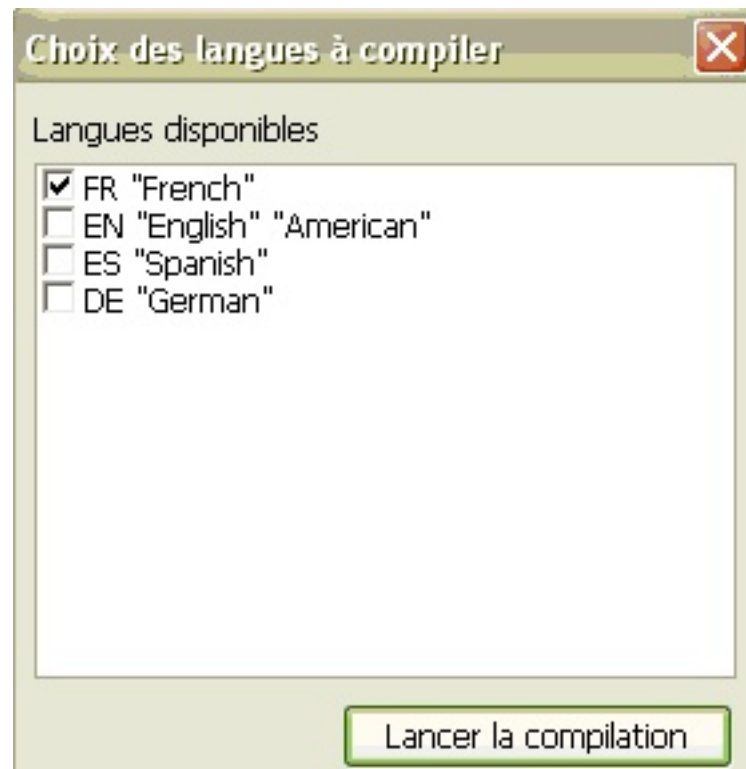 Choix des langues à compiler
Langues disponibles
FR "French"
EN "English" "American"
ES "Spanish"
DE "German"
Lancer la compilation